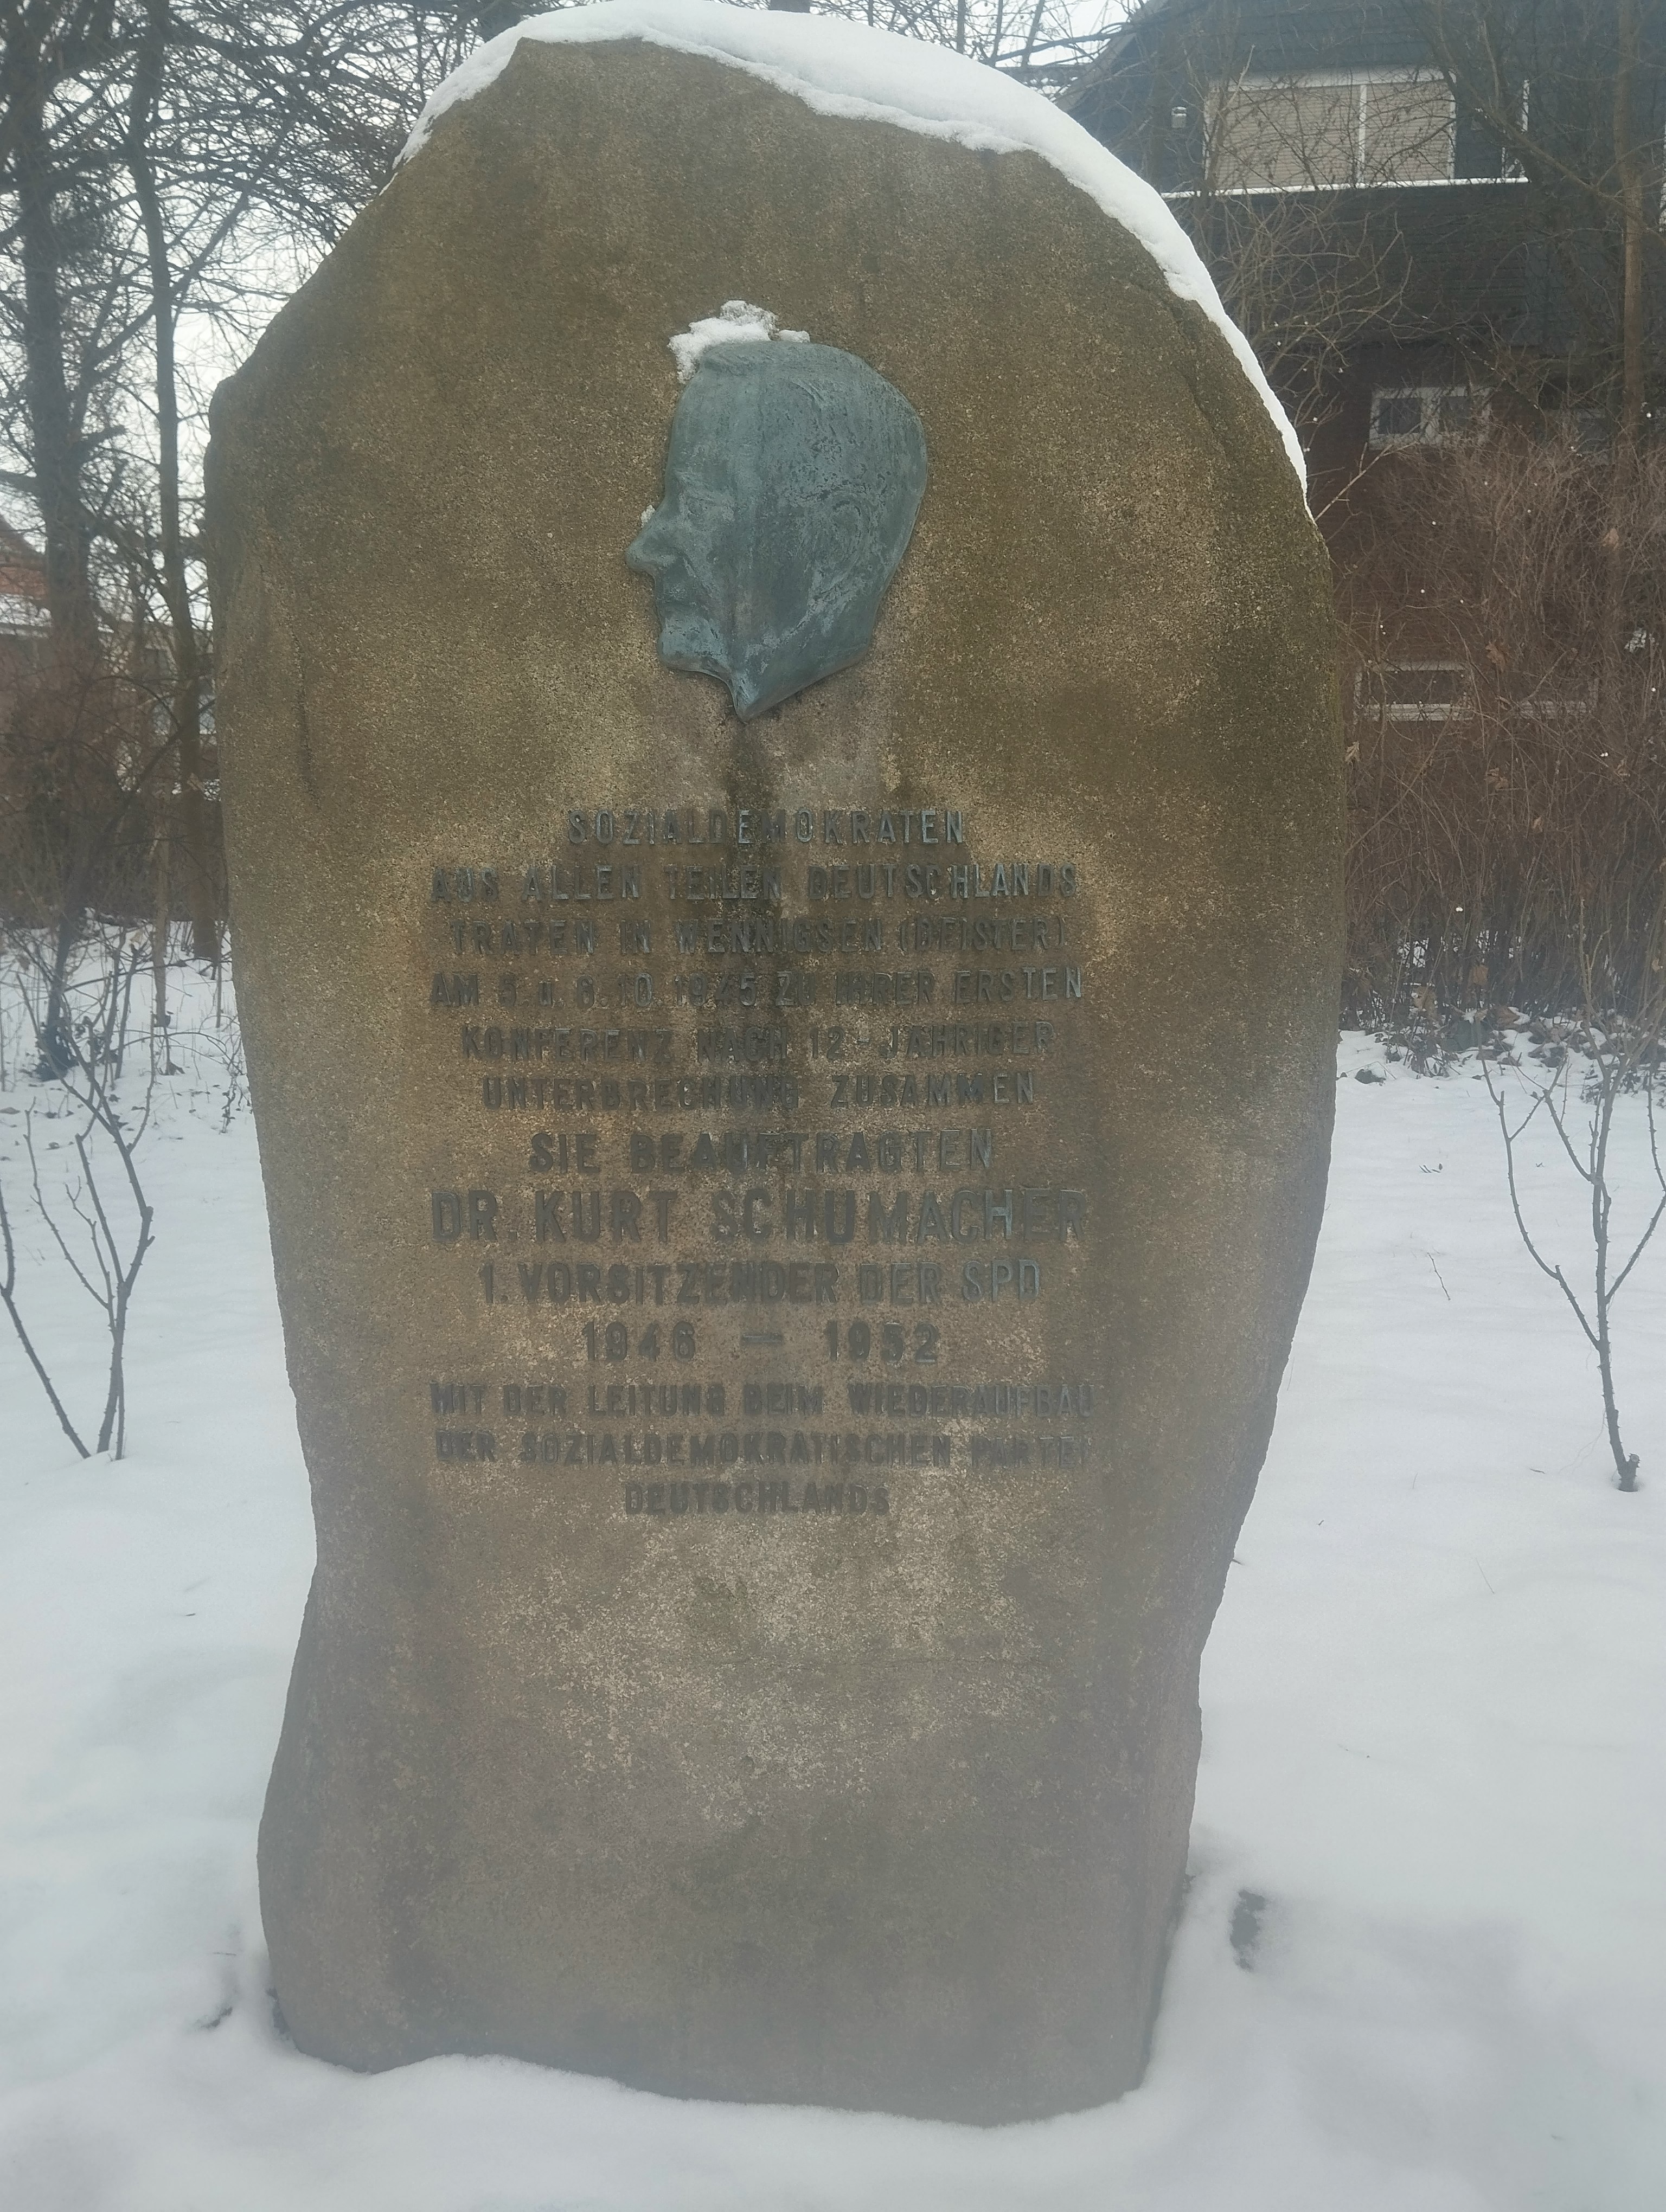 SOZIALDEMOKRATEN
AUS ALLEN TEILEN DEUTSCHLANDS
TRATEN IN WENNIGSEN (DEISTER)
AM 5. u. 6. 10. 1945 ZU IHRER ERSTEN
KONFERENZ NACH 12-JÄHRIGER
UNTERBRECHUNG ZUSAMMEN
SIE BEAUFTRAGTEN
DR. KURT SCHUMACHER
1. VORSITZENDER DER SPD
1946 — 1952
MIT DER LEITUNG BEIM WIEDERAUFBAU
DER SOZIALDEMOKRATISCHEN PARTEI
DEUTSCHLANDS